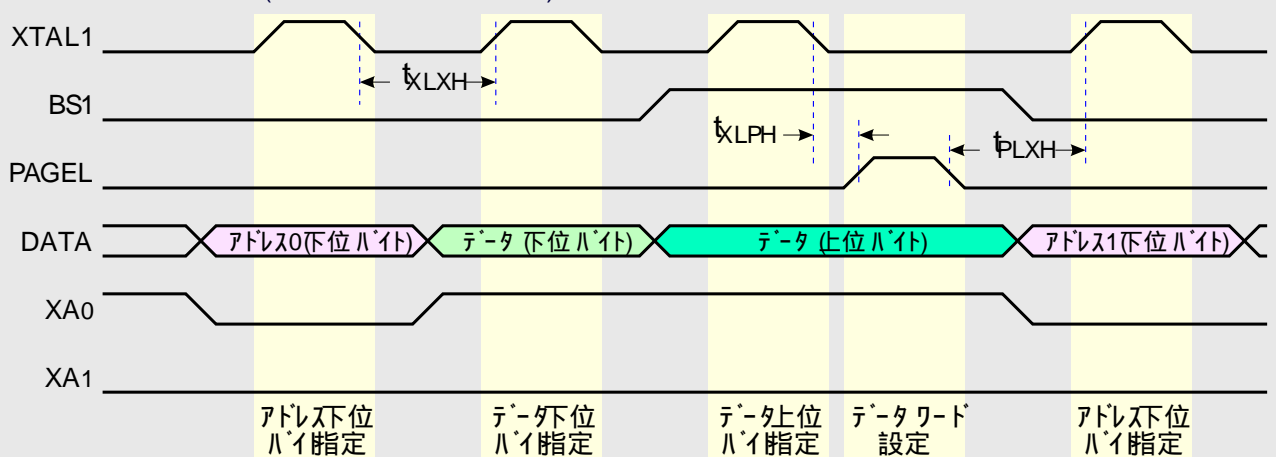 XTAL1
tXLXH
BS1
tXLPH
tPLXH
PAGEL
DATA
アドレス0(下位 バイト)
データ (下位 バイト)
データ (上位 バイト)
アドレス1(下位 バイト)
XA0
XA1
アドレス下位
バイト指定
データ下位
バイト指定
データ上位
バイト指定
データ ワード
設定
アドレス下位
バイト指定